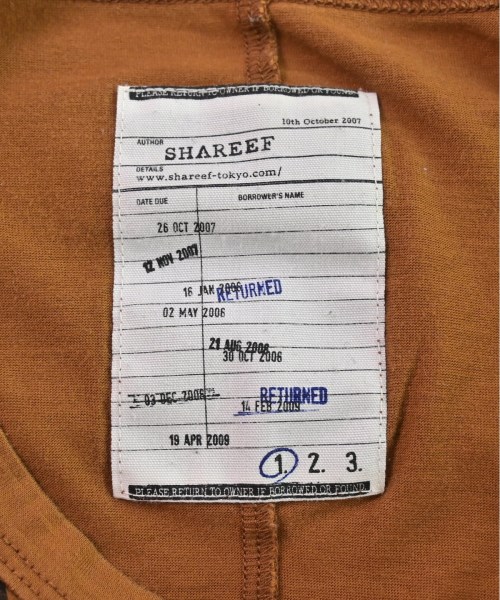 PLEASE RETURN TO OWNER IF BORROWED OR FOUND.
10th October 2007
AUTHOR
SHAREEF
DETAILS
www.shareef-tokyo.com/
DATE DUE BORROWER'S NAME
26 OCT 2007
12 NOV 2007
16 JAN 2006 RETURNED
02 MAY 2006
21 AUG 2006
30 OCT 2006
03 DEC 2006 RETURNED
14 FEB 2009
19 APR 2009
1. 2. 3.
PLEASE RETURN TO OWNER IF BORROWED OR FOUND.